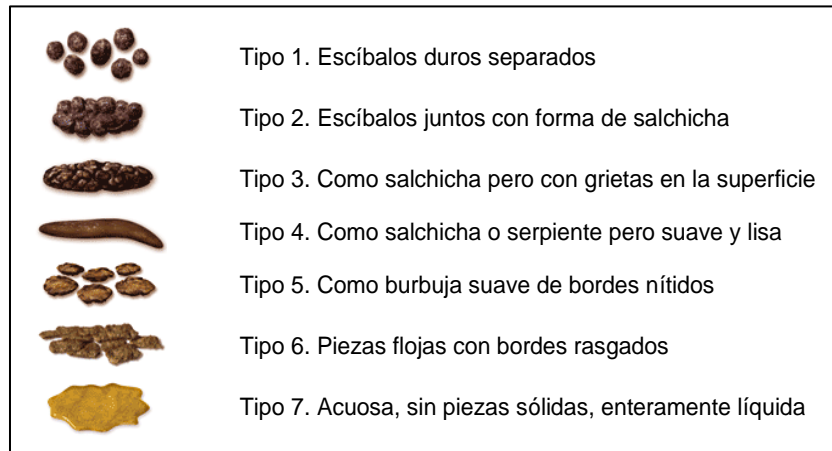 Tipo 1. Escíbalos duros separados
Tipo 2. Escíbalos juntos con forma de salchicha
Tipo 3. Como salchicha pero con grietas en la superficie
Tipo 4. Como salchicha o serpiente pero suave y lisa
Tipo 5. Como burbuja suave de bordes nítidos
Tipo 6. Piezas flojas con bordes rasgados
Tipo 7. Acuosa, sin piezas sólidas, enteramente líquida